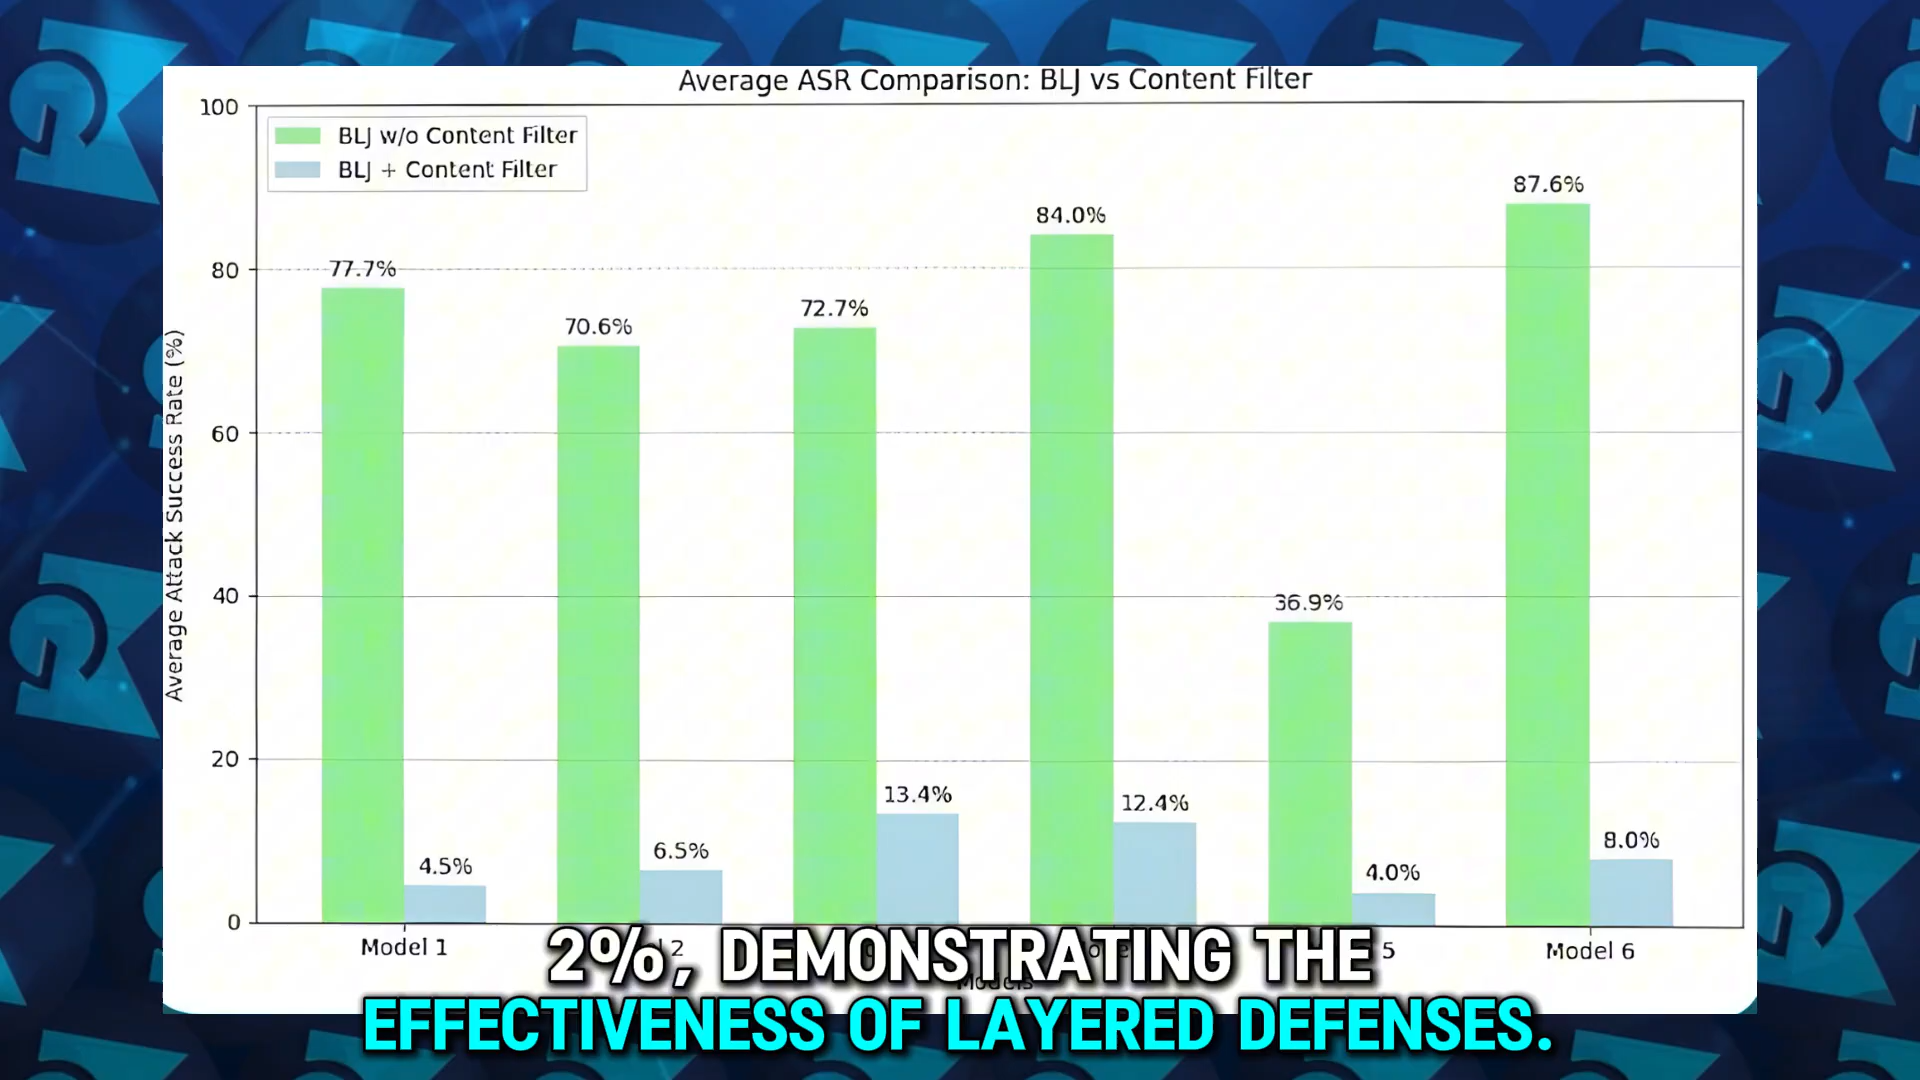 Average ASR Comparison: BLJ vs Content Filter
BLJ w/o Content Filter
BLJ + Content Filter
Average Attack Success Rate (%)
100
80
60
40
20
0
77.7%
4.5%
70.6%
6.5%
72.7%
13.4%
84.0%
12.4%
36.9%
4.0%
87.6%
8.0%
Model 1
2
5
Model 6
Models
2%, DEMONSTRATING THE
EFFECTIVENESS OF LAYERED DEFENSES.